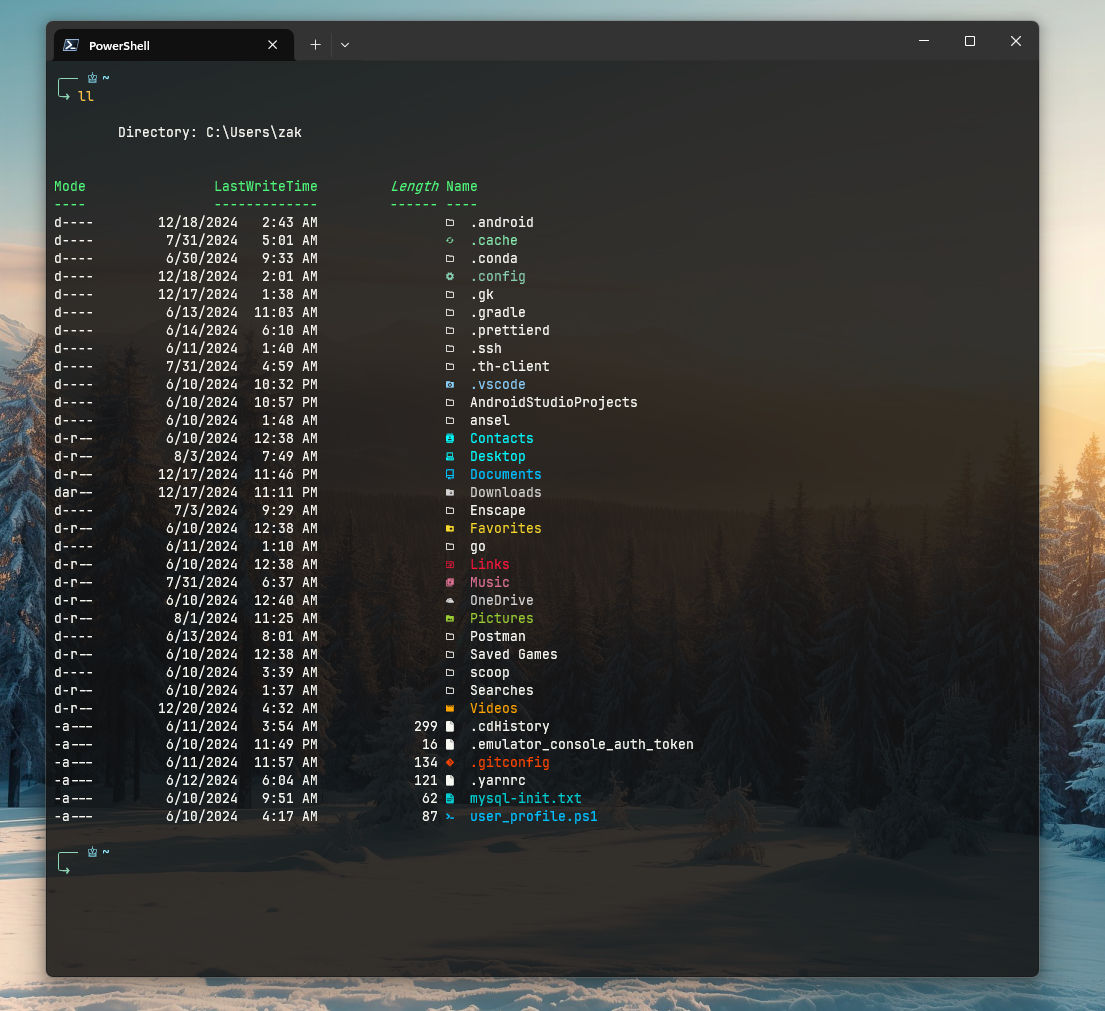 PowerShell
~
ll
Directory: C:\Users\zak
Mode LastWriteTime Length Name
---- ------------- ------ ----
d---- 12/18/2024 2:43 AM .android
d---- 7/31/2024 5:01 AM .cache
d---- 6/30/2024 9:33 AM .conda
d---- 12/18/2024 2:01 AM .config
d---- 12/17/2024 1:38 AM .gk
d---- 6/13/2024 11:03 AM .gradle
d---- 6/14/2024 6:10 AM .prettierd
d---- 6/11/2024 1:40 AM .ssh
d---- 7/31/2024 4:59 AM .th-client
d---- 6/10/2024 10:32 PM .vscode
d---- 6/10/2024 10:57 PM AndroidStudioProjects
d---- 6/10/2024 1:48 AM ansel
d-r-- 6/10/2024 12:38 AM Contacts
d-r-- 8/3/2024 7:49 AM Desktop
d-r-- 12/17/2024 11:46 PM Documents
dar-- 12/17/2024 11:11 PM Downloads
d---- 7/3/2024 9:29 AM Enscape
d-r-- 6/10/2024 12:38 AM Favorites
d---- 6/11/2024 1:10 AM go
d-r-- 6/10/2024 12:38 AM Links
d-r-- 7/31/2024 6:37 AM Music
d-r-- 6/10/2024 12:40 AM OneDrive
d-r-- 8/1/2024 11:25 AM Pictures
d---- 6/13/2024 8:01 AM Postman
d-r-- 6/10/2024 12:38 AM Saved Games
d---- 6/10/2024 3:39 AM scoop
d-r-- 6/10/2024 1:37 AM Searches
d-r-- 12/20/2024 4:32 AM Videos
-a--- 6/11/2024 3:54 AM 299 .cdHistory
-a--- 6/10/2024 11:49 PM 16 .emulator_console_auth_token
-a--- 6/11/2024 11:57 AM 134 .gitconfig
-a--- 6/12/2024 6:04 AM 121 .yarnrc
-a--- 6/10/2024 9:51 AM 62 mysql-init.txt
-a--- 6/10/2024 4:17 AM 87 user_profile.ps1
~